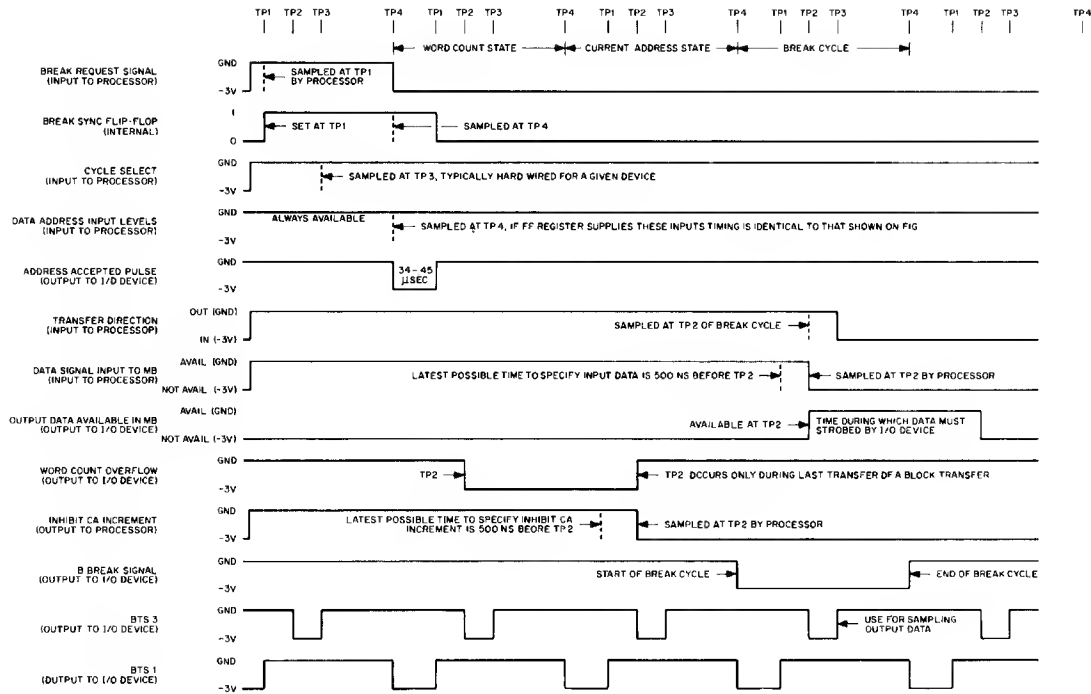 TP1 TP2 TP3 TP4 TP1 TP2 TP3 TP4 TP1 TP2 TP3 TP4 TP1 TP2 TP3 TP4 TP1 TP2 TP3 TP4
WORD COUNT STATE CURRENT ADDRESS STATE BREAK CYCLE
BREAK REQUEST SIGNAL
(INPUT TO PROCESSOR)
GND
-3V
SAMPLED AT TP1
BY PROCESSOR
BREAK SYNC FLIP-FLOP
(INTERNAL)
1
0
SET AT TP1
SAMPLED AT TP4
CYCLE SELECT
(INPUT TO PROCESSOR)
GND
-3V
SAMPLED AT TP3, TYPICALLY HARD WIRED FOR A GIVEN DEVICE
DATA ADDRESS INPUT LEVELS
(INPUT TO PROCESSOR)
GND
-3V
ALWAYS AVAILABLE
SAMPLED AT TP4, IF FF REGISTER SUPPLIES THESE INPUTS TIMING IS IDENTICAL TO THAT SHOWN ON FIG
ADDRESS ACCEPTED PULSE
(OUTPUT TO I/O DEVICE)
GND
-3V
34-45
μSEC
TRANSFER DIRECTION
(INPUT TO PROCESSOP)
OUT (GND)
IN (-3V)
SAMPLED AT TP2 OF BREAK CYCLE
DATA SIGNAL INPUT TO MB
(INPUT TO PROCESSOR)
AVAIL (GND)
NOT AVAIL (-3V)
LATEST POSSIBLE TIME TO SPECIFY INPUT DATA IS 500 NS BEFORE TP2
SAMPLED AT TP2 BY PROCESSOR
OUTPUT DATA AVAILABLE IN MB
(OUTPUT TO I/O DEVICE)
AVAIL (GND)
NOT AVAIL (-3V)
AVAILABLE AT TP2
TIME DURING WHICH DATA MUST
STROBED BY I/O DEVICE
WORD COUNT OVERFLOW
(OUTPUT TO I/O DEVICE)
GND
-3V
TP2
TP2 OCCURS ONLY DURING LAST TRANSFER OF A BLOCK TRANSFER
INHIBIT CA INCREMENT
(OUTPUT TO PROCESSOR)
GND
-3V
LATEST POSSIBLE TIME TO SPECIFY INHIBIT CA
INCREMENT IS 500 NS BEORE TP2
SAMPLED AT TP2 BY PROCESSOR
B BREAK SIGNAL
(OUTPUT TO I/O DEVICE)
GND
-3V
START OF BREAK CYCLE
END OF BREAK CYCLE
BTS 3
(OUTPUT TO I/O DEVICE)
GND
-3V
USE FOR SAMPLING
OUTPUT DATA
BTS 1
(OUTPUT TO I/O DEVICE)
GND
-3V